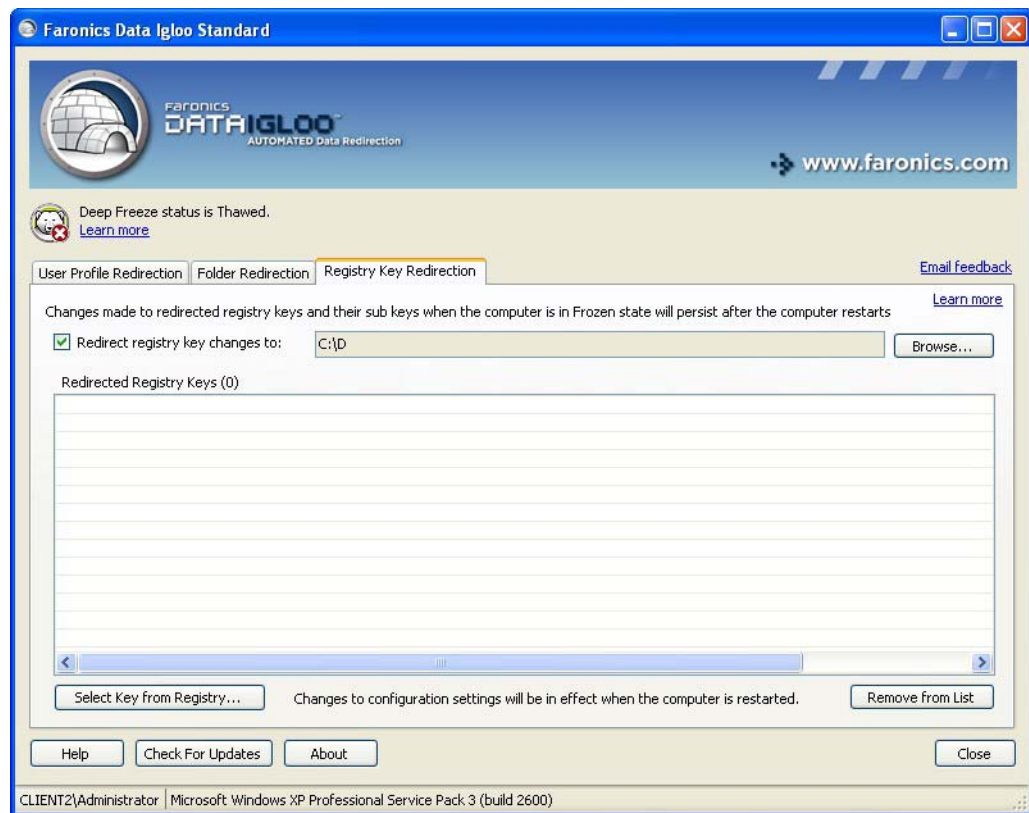 Faronics Data Igloo Standard
Faronics
DATAIGLOO™
AUTOMATED Data Redirection
www.faronics.com
Deep Freeze status is Thawed.
Learn more
User Profile Redirection
Folder Redirection
Registry Key Redirection
Email feedback
Learn more
Changes made to redirected registry keys and their sub keys when the computer is in Frozen state will persist after the computer restarts
Redirect registry key changes to:
C:\D
Browse...
Redirected Registry Keys (0)
Select Key from Registry...
Changes to configuration settings will be in effect when the computer is restarted.
Remove from List
Help
Check For Updates
About
Close
CLIENT2\Administrator
Microsoft Windows XP Professional Service Pack 3 (build 2600)